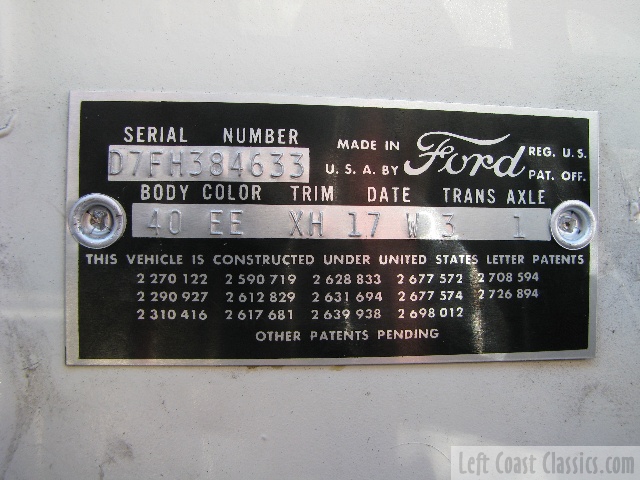 SERIAL NUMBER
D7FH384633
MADE IN
U. S. A. BY
Ford
REG. U. S.
PAT. OFF.
BODY COLOR TRIM DATE TRANS AXLE
40 EE XH 17 W 3 1
THIS VEHICLE IS CONSTRUCTED UNDER UNITED STATES LETTER PATENTS
2 270 122 2 590 719 2 628 833 2 677 572 2 708 594
2 290 927 2 612 829 2 631 694 2 677 574 2 726 894
2 310 416 2 617 681 2 639 938 2 698 012
OTHER PATENTS PENDING
Left Coast Classics.com